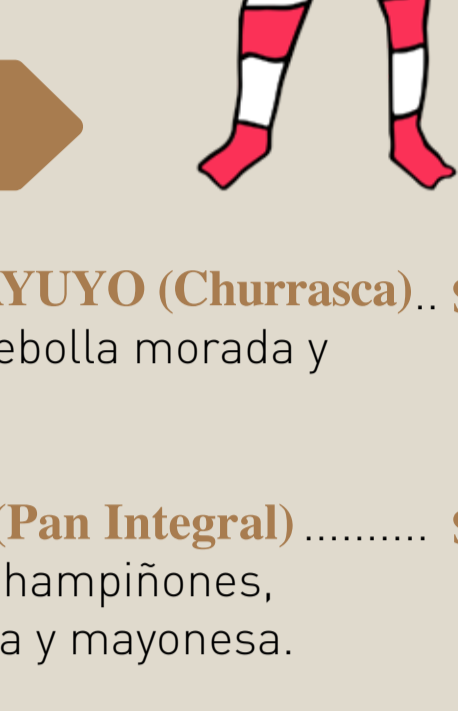 YUYO (Churrasca)..
ebolla morada y
(Pan Integral) ..........
hampiñones,
a y mayonesa.